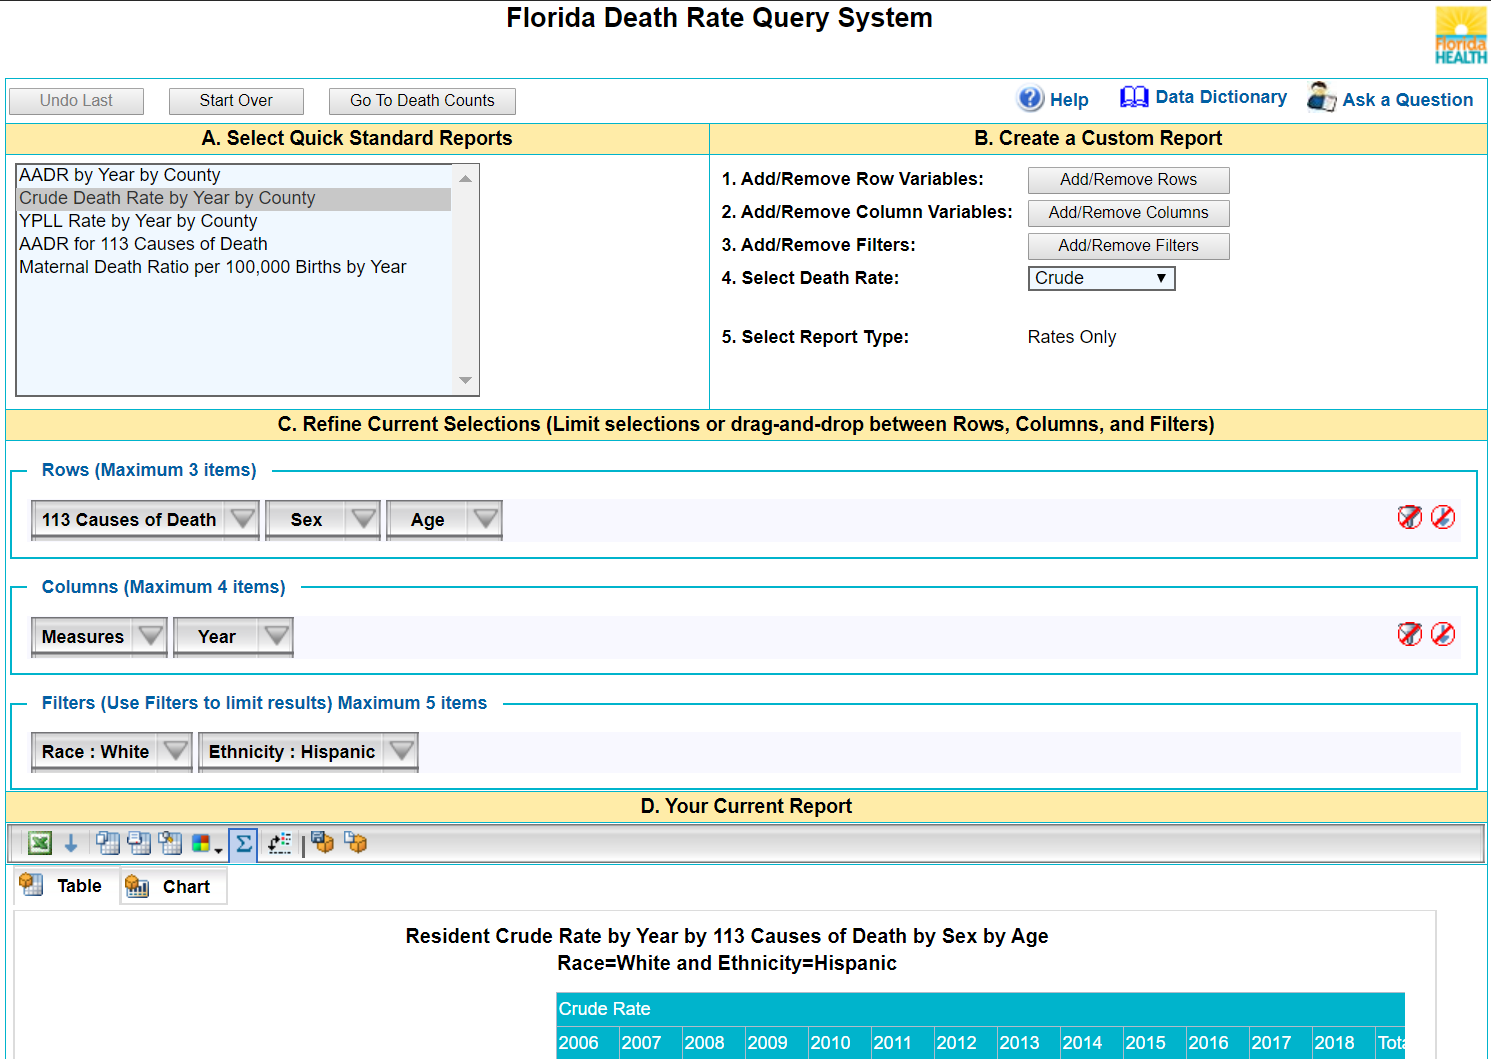 Florida Death Rate Query System
Florida
HEALTH
Undo Last
Start Over
Go To Death Counts
Help
Data Dictionary
Ask a Question
A. Select Quick Standard Reports
B. Create a Custom Report
AADR by Year by County
Crude Death Rate by Year by County
YPLL Rate by Year by County
AADR for 113 Causes of Death
Maternal Death Ratio per 100,000 Births by Year
1. Add/Remove Row Variables:
Add/Remove Rows
2. Add/Remove Column Variables:
Add/Remove Columns
3. Add/Remove Filters:
Add/Remove Filters
4. Select Death Rate:
Crude
5. Select Report Type:
Rates Only
C. Refine Current Selections (Limit selections or drag-and-drop between Rows, Columns, and Filters)
Rows (Maximum 3 items)
113 Causes of Death
Sex
Age
Columns (Maximum 4 items)
Measures
Year
Filters (Use Filters to limit results) Maximum 5 items
Race : White
Ethnicity : Hispanic
D. Your Current Report
Table
Chart
Resident Crude Rate by Year by 113 Causes of Death by Sex by Age
Race=White and Ethnicity=Hispanic
Crude Rate
2006 2007 2008 2009 2010 2011 2012 2013 2014 2015 2016 2017 2018